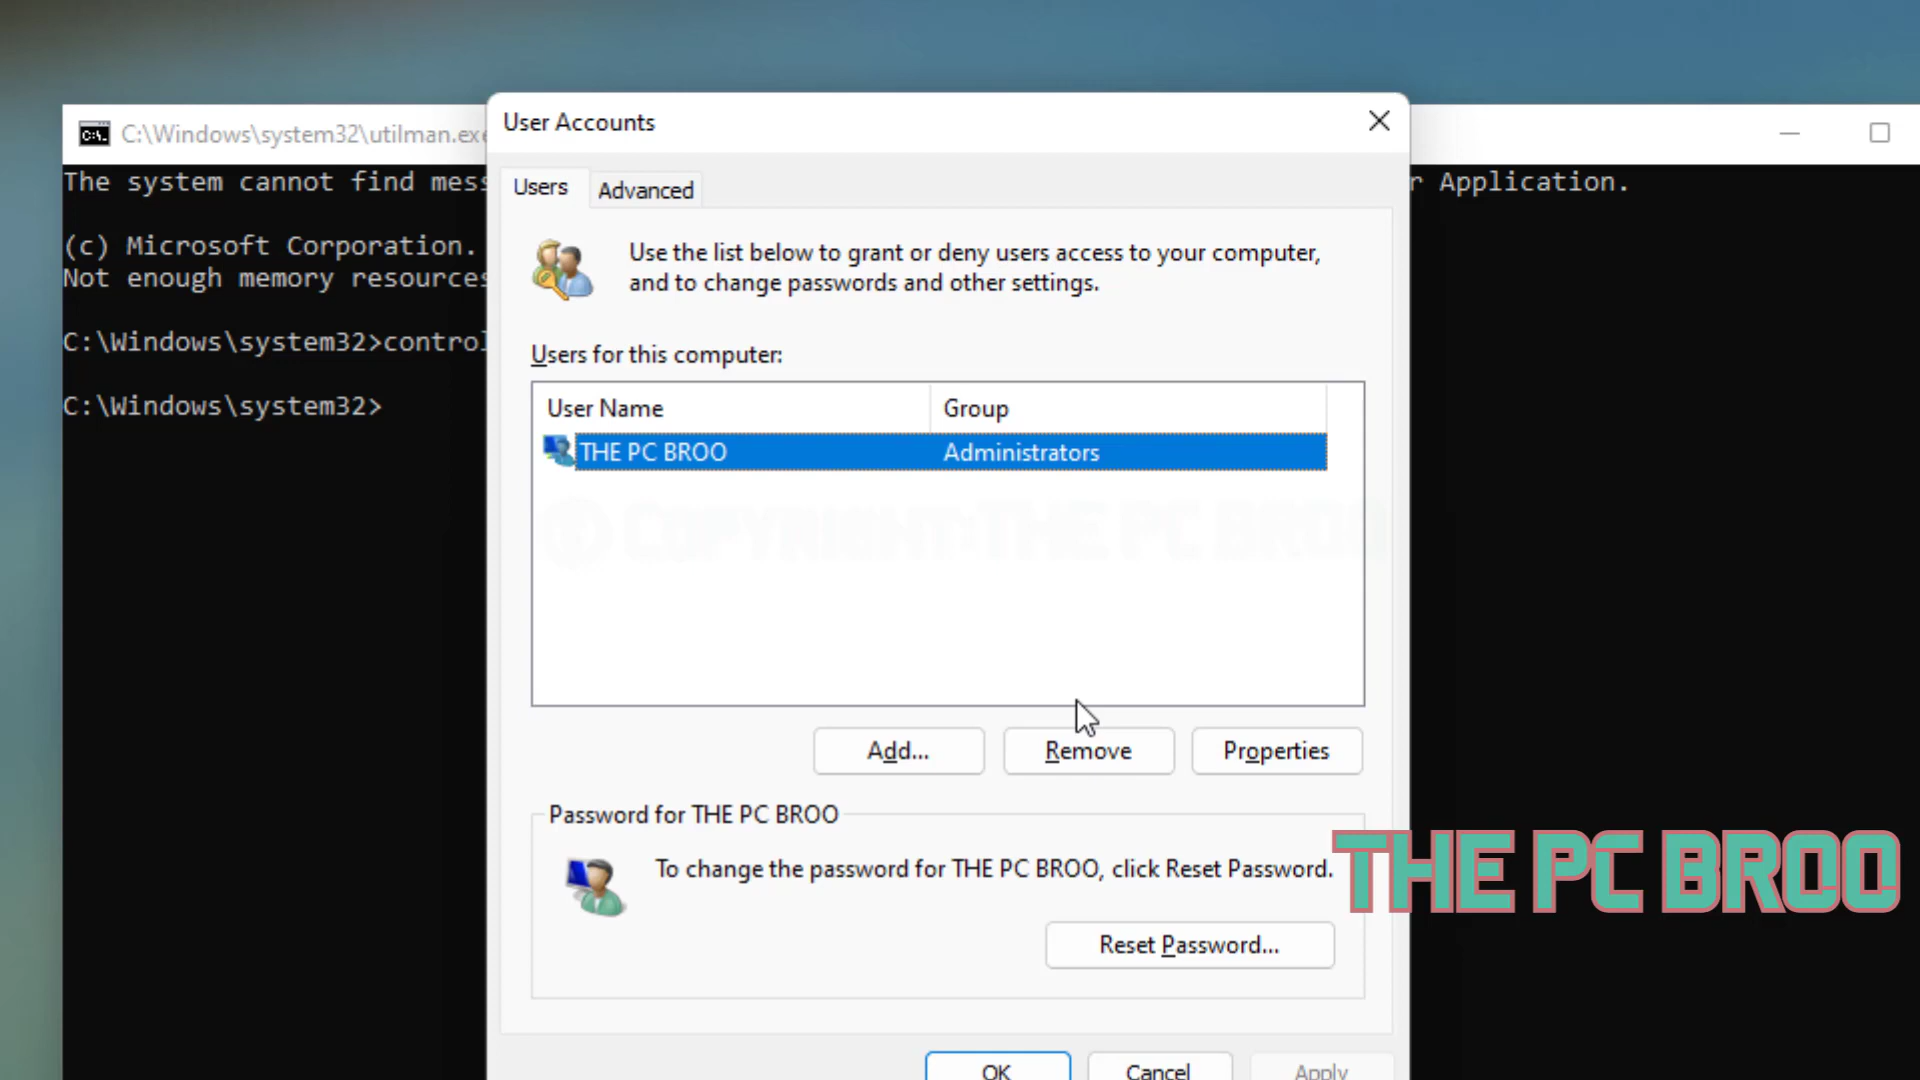 C:\Windows\system32\utilman.exe
User Accounts
The system cannot find mess
r Application.
(c) Microsoft Corporation.
Not enough memory resources
C:\Windows\system32>control
C:\Windows\system32>
Users
Advanced
Use the list below to grant or deny users access to your computer,
and to change passwords and other settings.
Users for this computer:
User Name Group
THE PC BROO Administrators
Copyright:THE PC BROO
Add... Remove Properties
Password for THE PC BROO
To change the password for THE PC BROO, click Reset Password.
THE PC BROO
Reset Password...
OK Cancel Apply